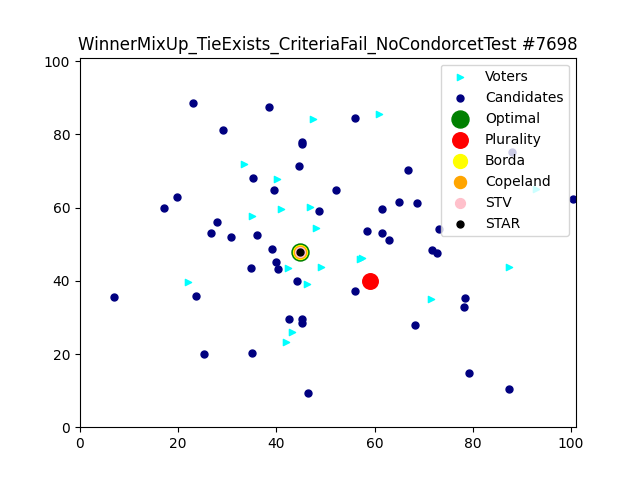 WinnerMixUp_TieExists_CriteriaFail_NoCondorcetTest #7698
100
80
60
40
20
0
0 20 40 60 80 100
Voters
Candidates
Optimal
Plurality
Borda
Copeland
STV
STAR